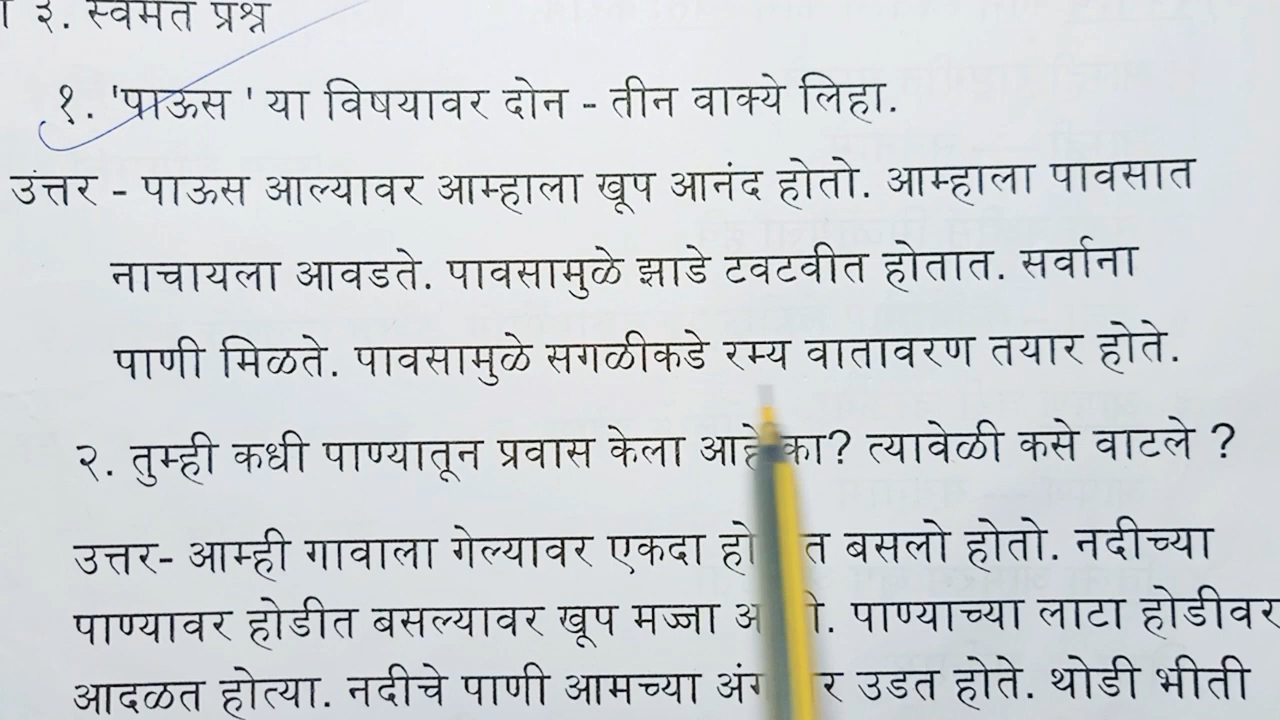 ३. स्वमत प्रश्न
१. 'पाऊस ' या विषयावर दोन - तीन वाक्ये लिहा.
उत्तर - पाऊस आल्यावर आम्हाला खूप आनंद होतो. आम्हाला पावसात
नाचायला आवडते. पावसामुळे झाडे टवटवीत होतात. सर्वाना
पाणी मिळते. पावसामुळे सगळीकडे रम्य वातावरण तयार होते.
२. तुम्ही कधी पाण्यातून प्रवास केला आहे का? त्यावेळी कसे वाटले ?
उत्तर- आम्ही गावाला गेल्यावर एकदा बसलो होतो. नदीच्या
पाण्यावर होडीत बसल्यावर खूप मज्जा पाण्याच्या लाटा होडीवर
आदळत होत्या. नदीचे पाणी आमच्या उडत होते. थोडी भीती